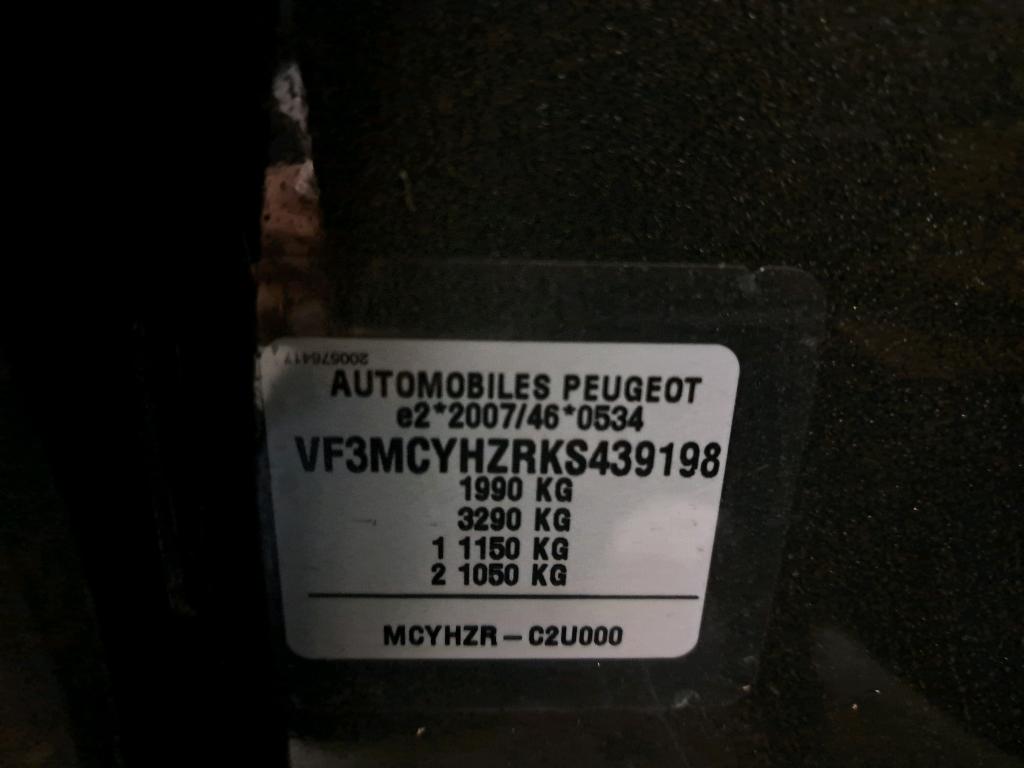 200576417
AUTOMOBILES PEUGEOT
e2*2007/46*0534
VF3MCYHZRKS439198
1990 KG
3290 KG
1 1150 KG
2 1050 KG
MCYHZR – C2U000